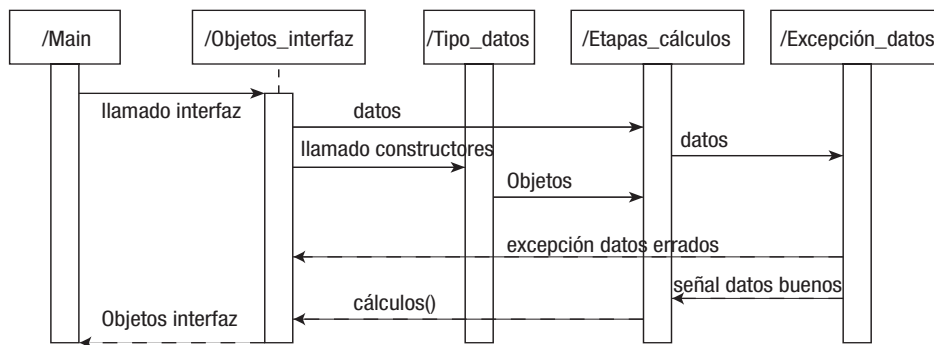 /Main
/Objetos_interfaz
/Tipo_datos
/Etapas_cálculos
/Excepción_datos
llamado interfaz
datos
llamado constructores
datos
Objetos
excepción datos errados
señal datos buenos
cálculos()
Objetos interfaz